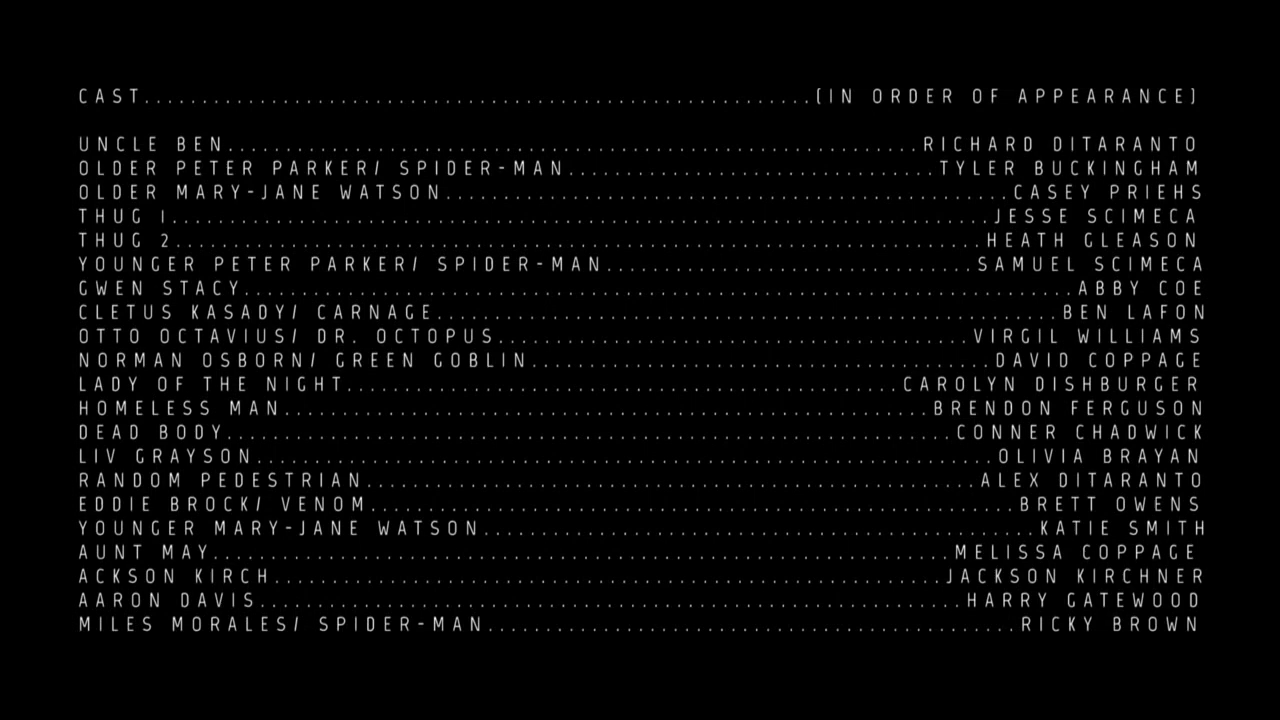 CAST..........................................................(IN ORDER OF APPEARANCE)
UNCLE BEN.............................................................RICHARD DITARANTO
OLDER PETER PARKER/ SPIDER-MAN................................TYLER BUCKINGHAM
OLDER MARY-JANE WATSON.................................................CASEY PRIEHS
THUG 1.......................................................................JESSE SCIMECA
THUG 2......................................................................HEATH GLEASON
YOUNGER PETER PARKER/ SPIDER-MAN................................SAMUEL SCIMECA
GWEN STACY........................................................................ABBY COE
CLETUS KASADY/ CARNAGE......................................................BEN LAFON
OTTO OCTAVIUS/ DR. OCTOPUS..........................................VIRGIL WILLIAMS
NORMAN OSBORN/ GREEN GOBLIN........................................DAVID COPPAGE
LADY OF THE NIGHT................................................CAROLYN DISHBURGER
HOMELESS MAN........................................................BRENDON FERGUSON
DEAD BODY...............................................................CONNER CHADWICK
LIV GRAYSON................................................................OLIVIA BRAYAN
RANDOM PEDESTRIAN.....................................................ALEX DITARANTO
EDDIE BROCK/ VENOM........................................................BRETT OWENS
YOUNGER MARY-JANE WATSON.................................................KATIE SMITH
AUNT MAY................................................................MELISSA COPPAGE
ACKSON KIRCH..........................................................JACKSON KIRCHNER
AARON DAVIS.............................................................HARRY GATEWOOD
MILES MORALES/ SPIDER-MAN..............................................RICKY BROWN